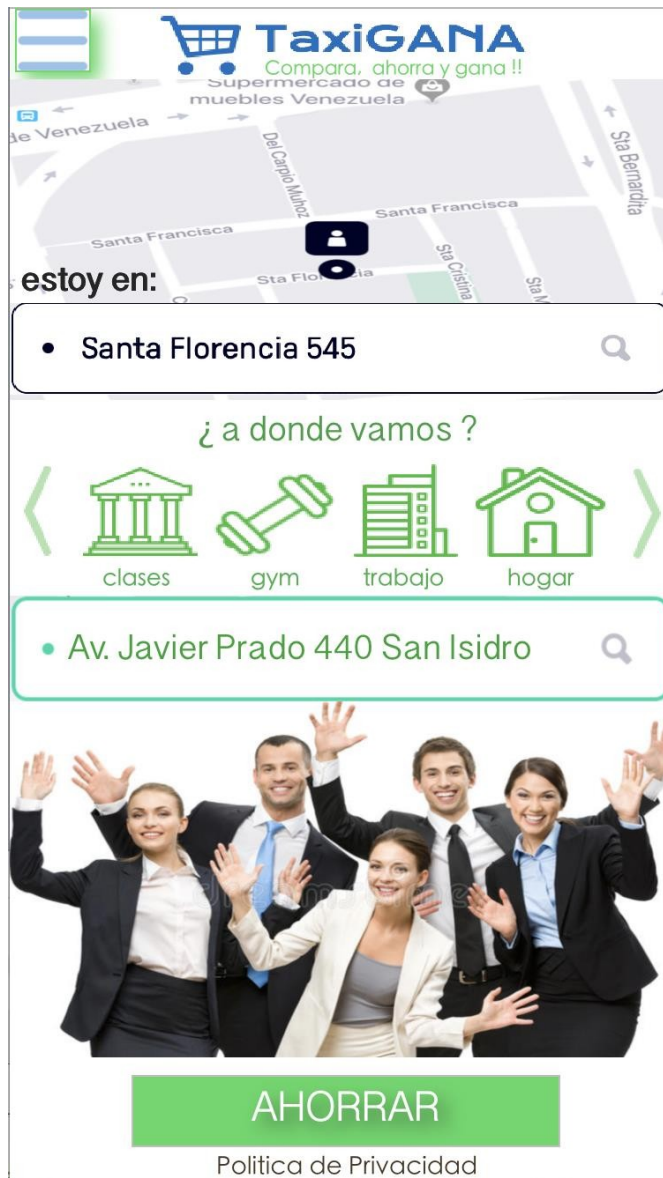 TaxiGANA
Compara, ahorra y gana !!
Supermercado de
muebles Venezuela
de Venezuela
Del Carpio Muñoz
Sta Bernardita
Santa Francisca
Santa Francisca
Sta Cristina
estoy en:
• Santa Florencia 545
¿ a donde vamos ?
clases gym trabajo hogar
• Av. Javier Prado 440 San Isidro
AHORRAR
Politica de Privacidad